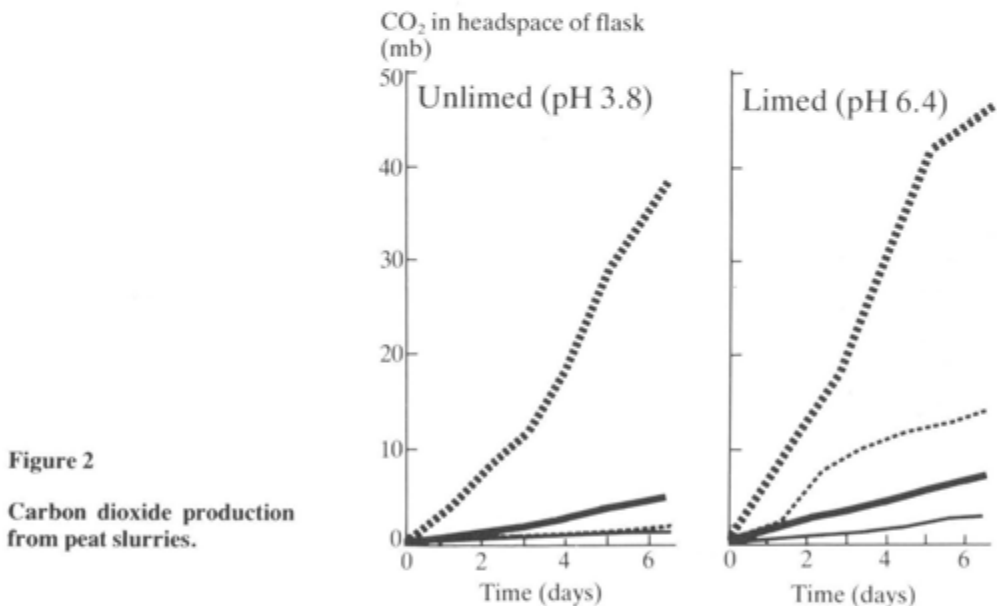 CO₂ in headspace of flask
(mb)
50
Unlimed (pH 3.8)
Limed (pH 6.4)
40
30
20
10
0
0 2 4 6
0 2 4 6
Time (days)
Time (days)
Figure 2
Carbon dioxide production
from peat slurries.